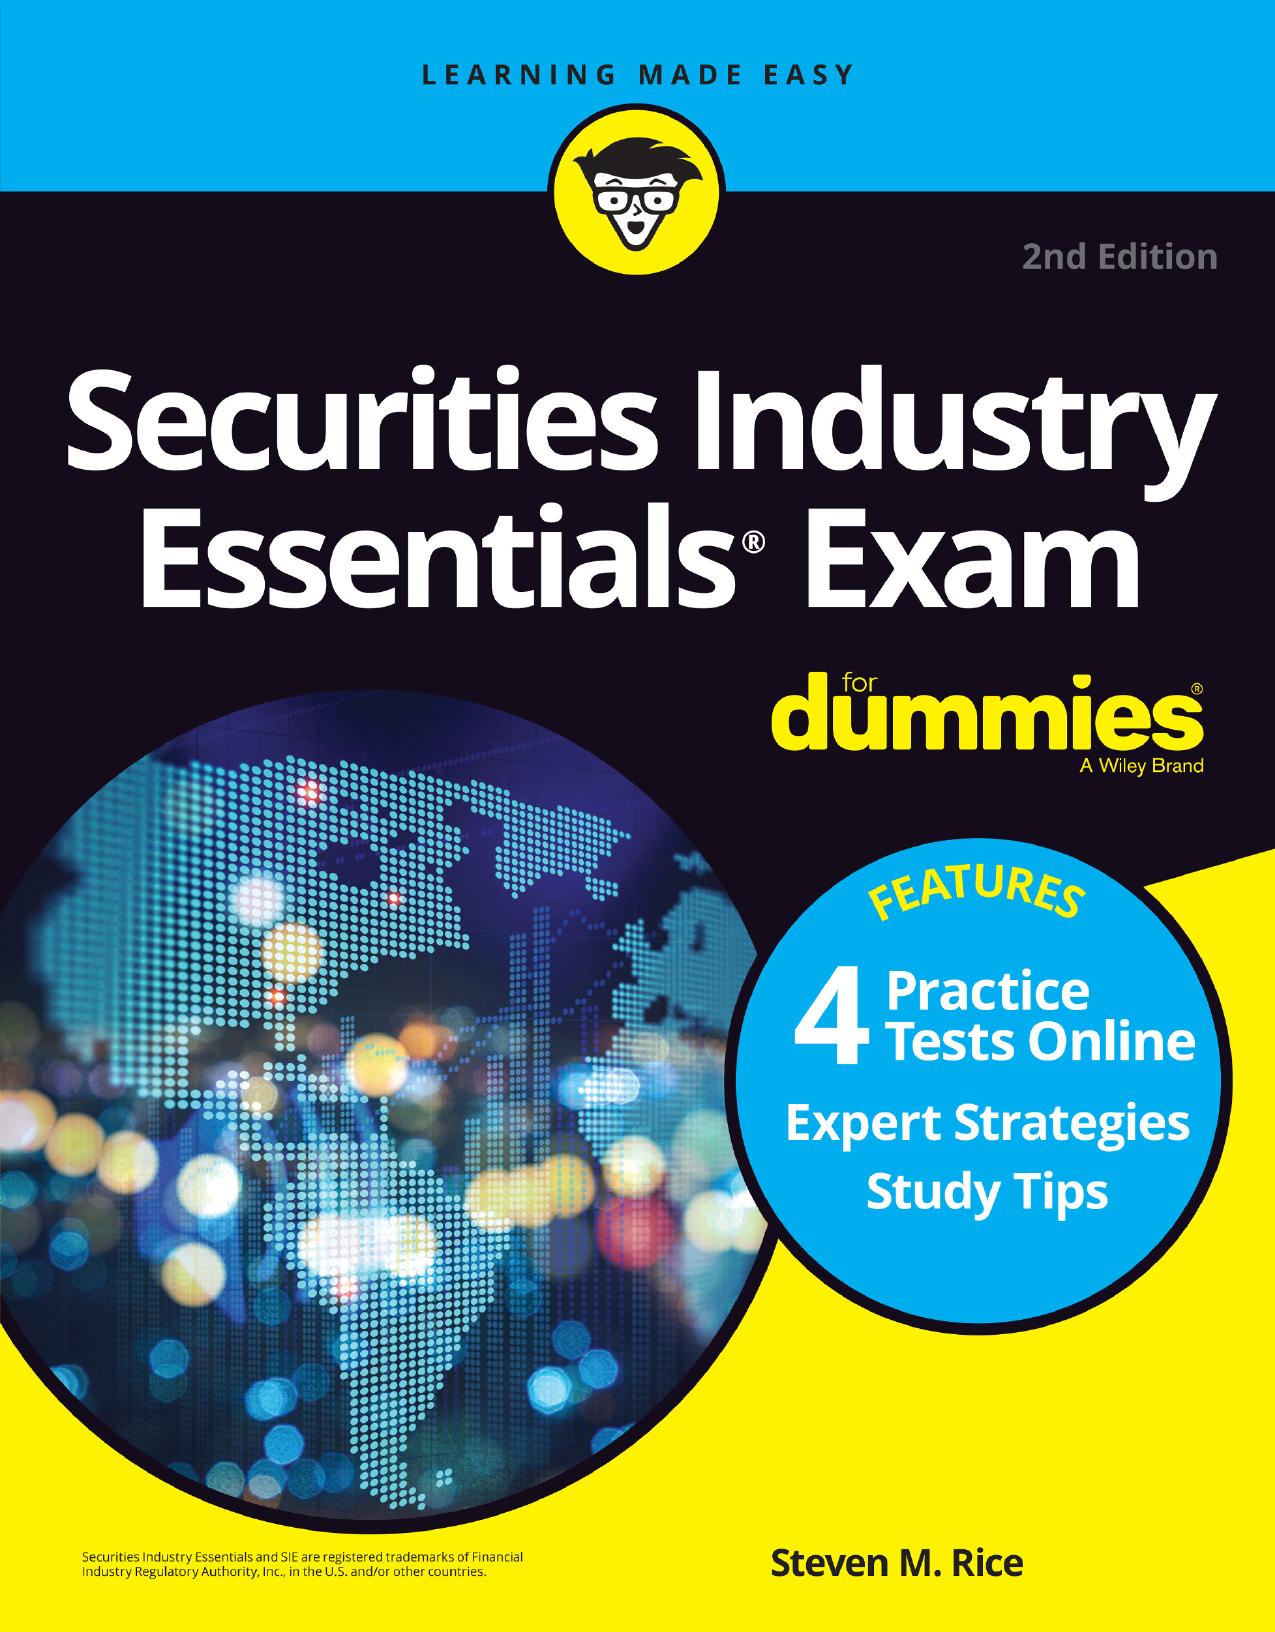 LEARNING MADE EASY
2nd Edition
Securities Industry
Essentials® Exam
for
dummies®
A Wiley Brand
FEATURES
4 Practice
Tests Online
Expert Strategies
Study Tips
Securities Industry Essentials and SIE are registered trademarks of Financial
Industry Regulatory Authority, Inc., in the U.S. and/or other countries.
Steven M. Rice